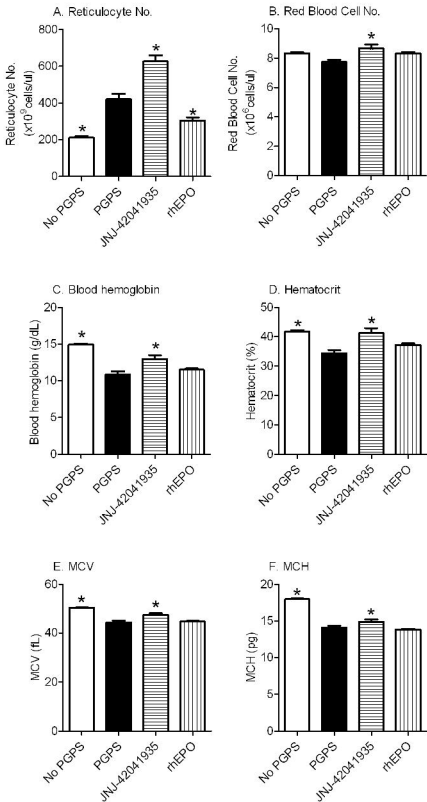 A. Reticulocyte No.
Reticulocyte No.
(x10⁹cells/ul)
800
600
400
200
0
*
*
*
No PGPS
PGPS
JNJ-42041935
rhEPO
B. Red Blood Cell No.
Red Blood Cell No.
(x10⁶cells/ul)
10
8
6
4
2
0
*
No PGPS
PGPS
JNJ-42041935
rhEPO
C. Blood hemoglobin
Blood hemoglobin (g/dL)
20
15
10
5
0
*
*
No PGPS
PGPS
JNJ-42041935
rhEPO
D. Hematocrit
Hematocrit (%)
50
40
30
20
10
0
*
*
No PGPS
PGPS
JNJ-42041935
rhEPO
E. MCV
MCV (fL)
60
40
20
0
*
*
No PGPS
PGPS
JNJ-42041935
rhEPO
F. MCH
MCH (pg)
20
15
10
5
0
*
*
No PGPS
PGPS
JNJ-42041935
rhEPO